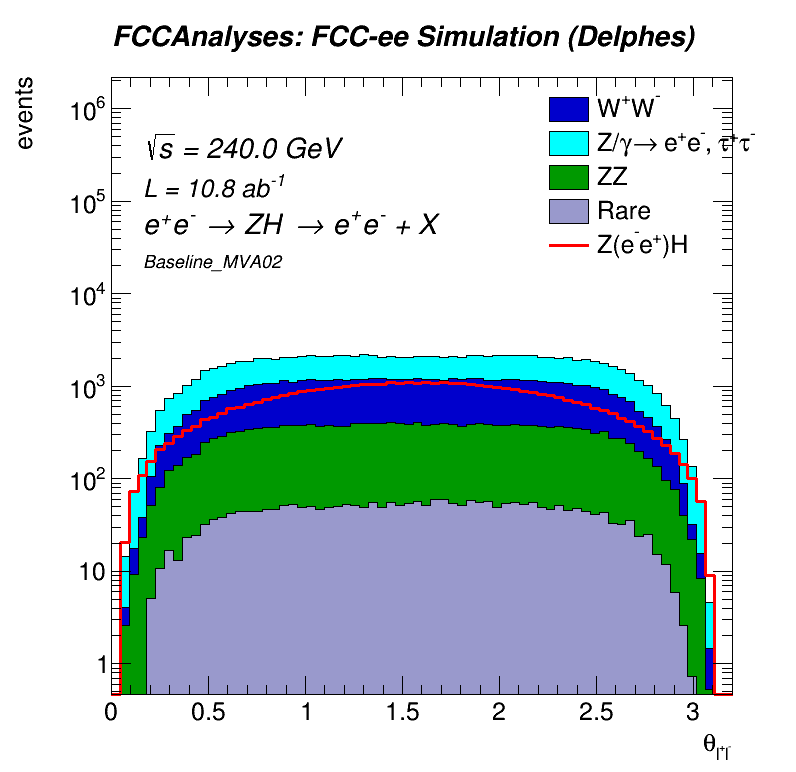 FCCAnalyses: FCC-ee Simulation (Delphes)
events
10⁶
10⁵
10⁴
10³
10²
10
1
√s = 240.0 GeV
L = 10.8 ab⁻¹
e⁺e⁻ → ZH → e⁺e⁻ + X
Baseline_MVA02
W⁺W⁻
Z/γ→ e⁺e⁻, τ⁺τ⁻
ZZ
Rare
Z(e⁻e⁺)H
0 0.5 1 1.5 2 2.5 3
θ_l⁺l⁻